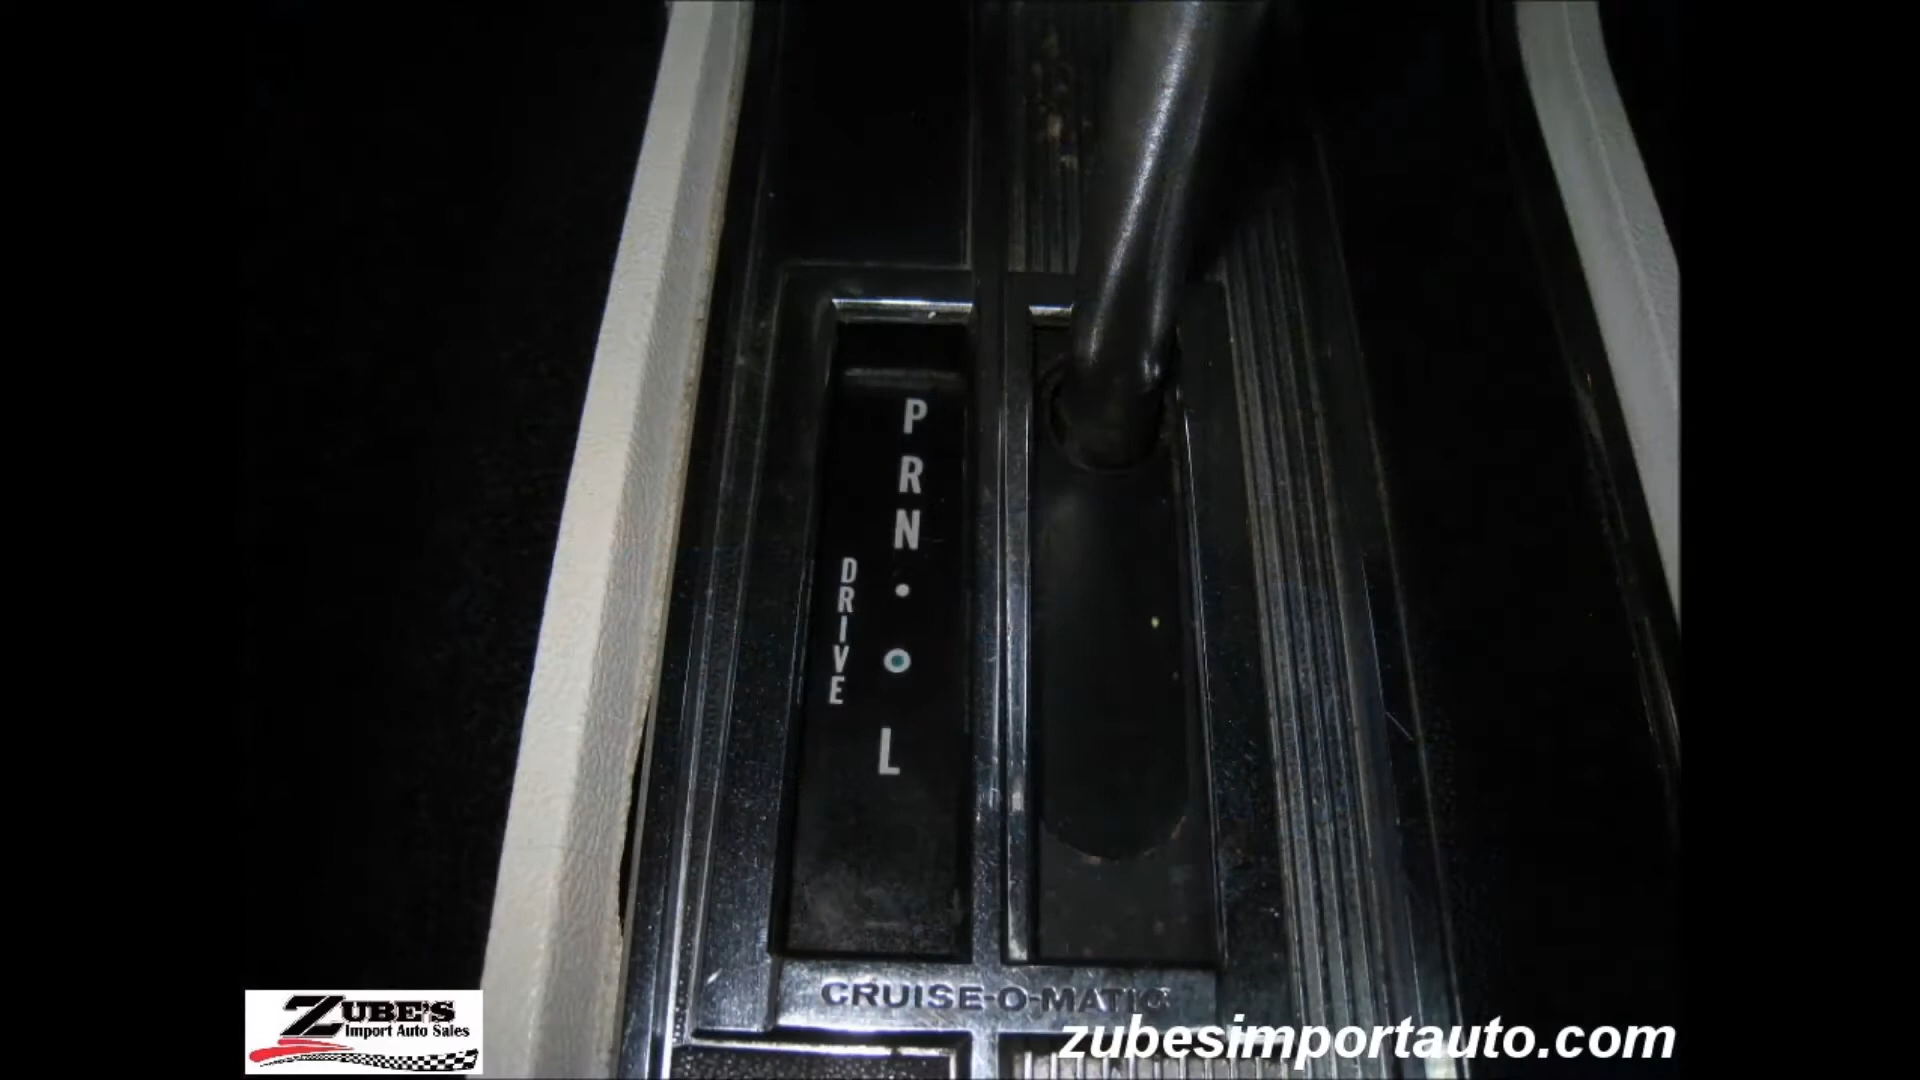 P
R
N
DRIVE
L
CRUISE-O-MATIC
ZUBE'S
Import Auto Sales
zubesimportauto.com